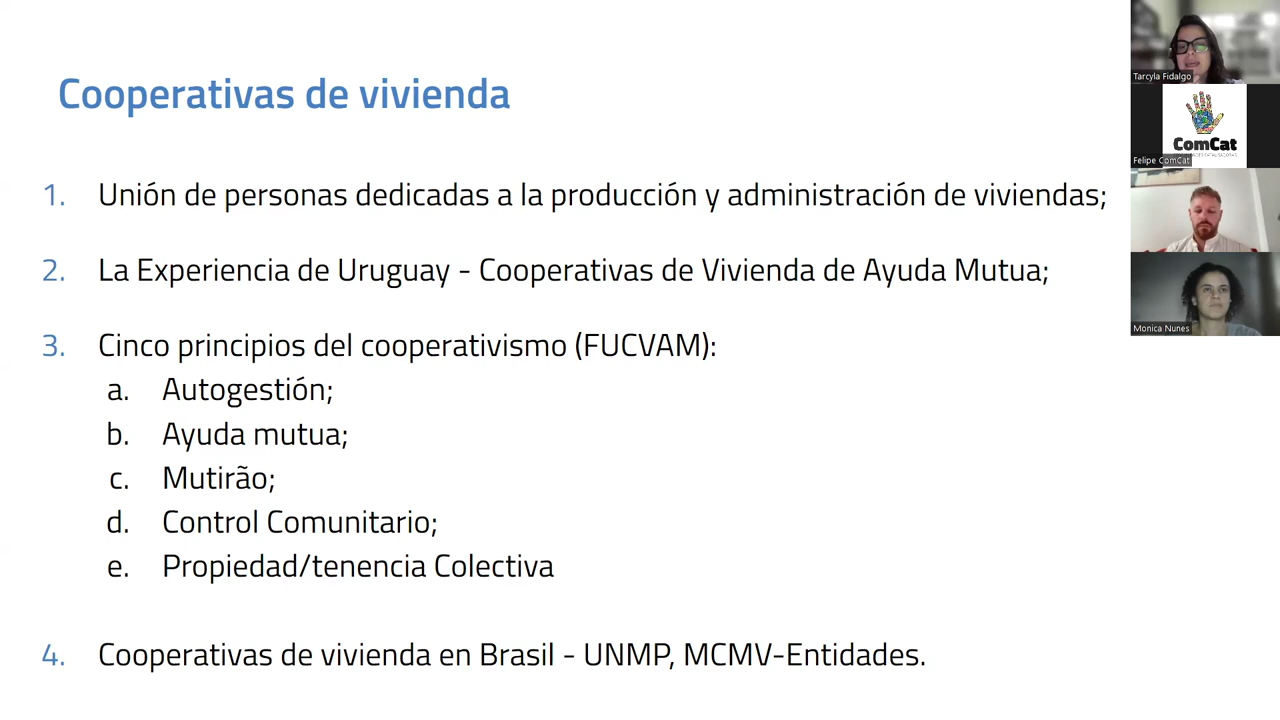 Cooperativas de vivienda
1. Unión de personas dedicadas a la producción y administración de viviendas;
2. La Experiencia de Uruguay - Cooperativas de Vivienda de Ayuda Mutua;
3. Cinco principios del cooperativismo (FUCVAM):
a. Autogestión;
b. Ayuda mutua;
c. Mutirão;
d. Control Comunitario;
e. Propiedad/tenencia Colectiva
4. Cooperativas de vivienda en Brasil - UNMP, MCMV-Entidades.
Tarcyla Fidalgo
ComCat
Felipe ComCat
Monica Nunes